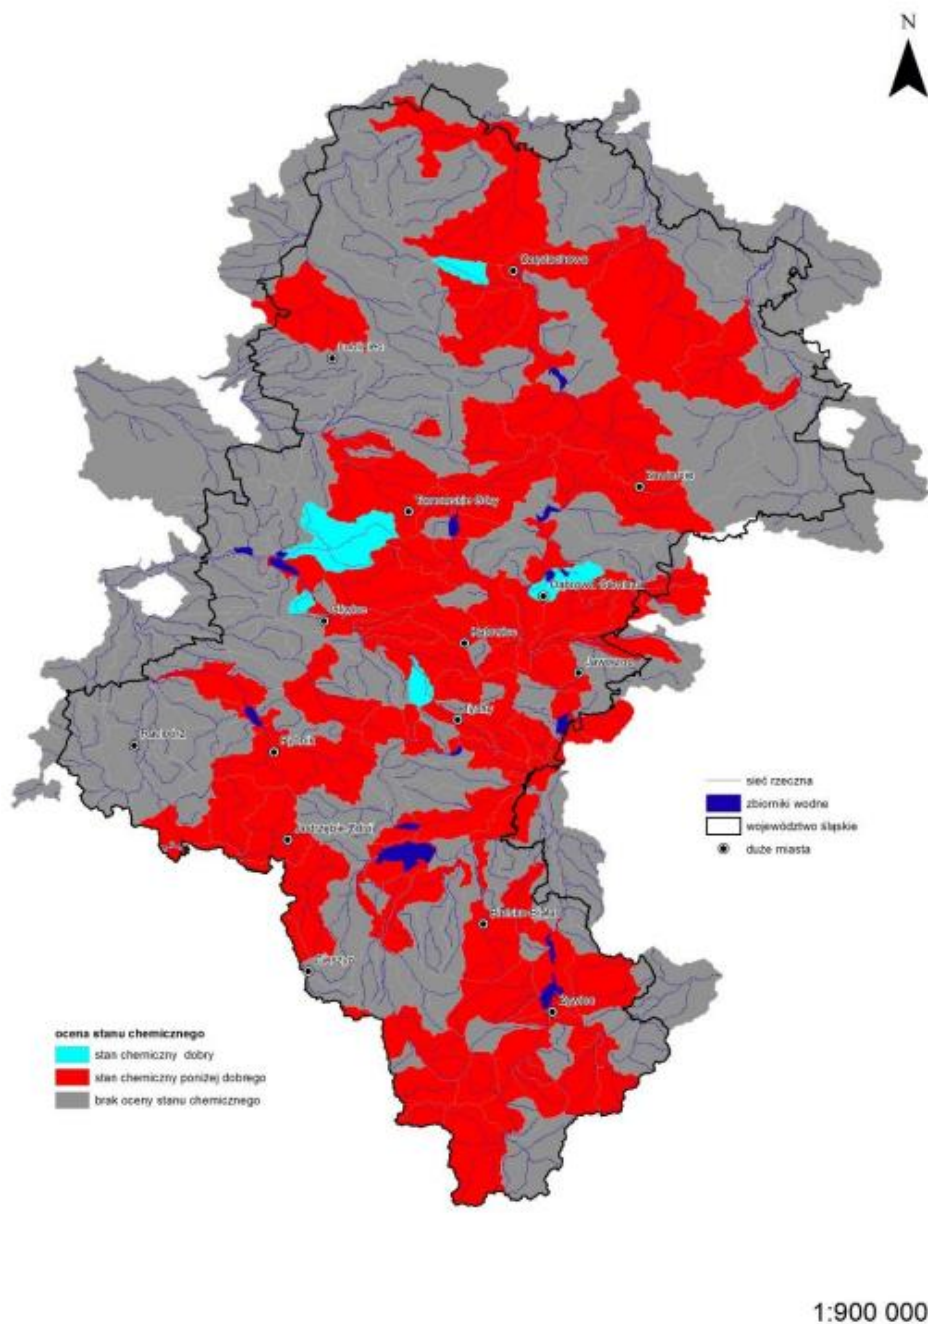 N
Częstochowa
Lubliniec
Zawiercie
Tarnowskie Góry
Dąbrowa Górnicza
Gliwice
Katowice
Jaworzno
Tychy
Racibórz
Rybnik
sieć rzeczna
zbiorniki wodne
województwo śląskie
duże miasta
Jastrzębie-Zdrój
Bielsko-Biała
Cieszyn
Żywiec
ocena stanu chemicznego
stan chemiczny dobry
stan chemiczny poniżej dobrego
brak oceny stanu chemicznego
1:900 000